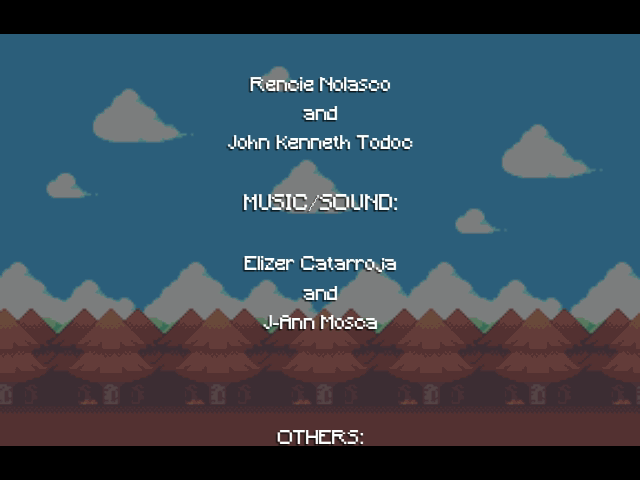 Rencie Nolasco
and
John Kenneth Todoc
MUSIC/SOUND:
Elizer Catarroja
and
J-Ann Mosca
OTHERS: